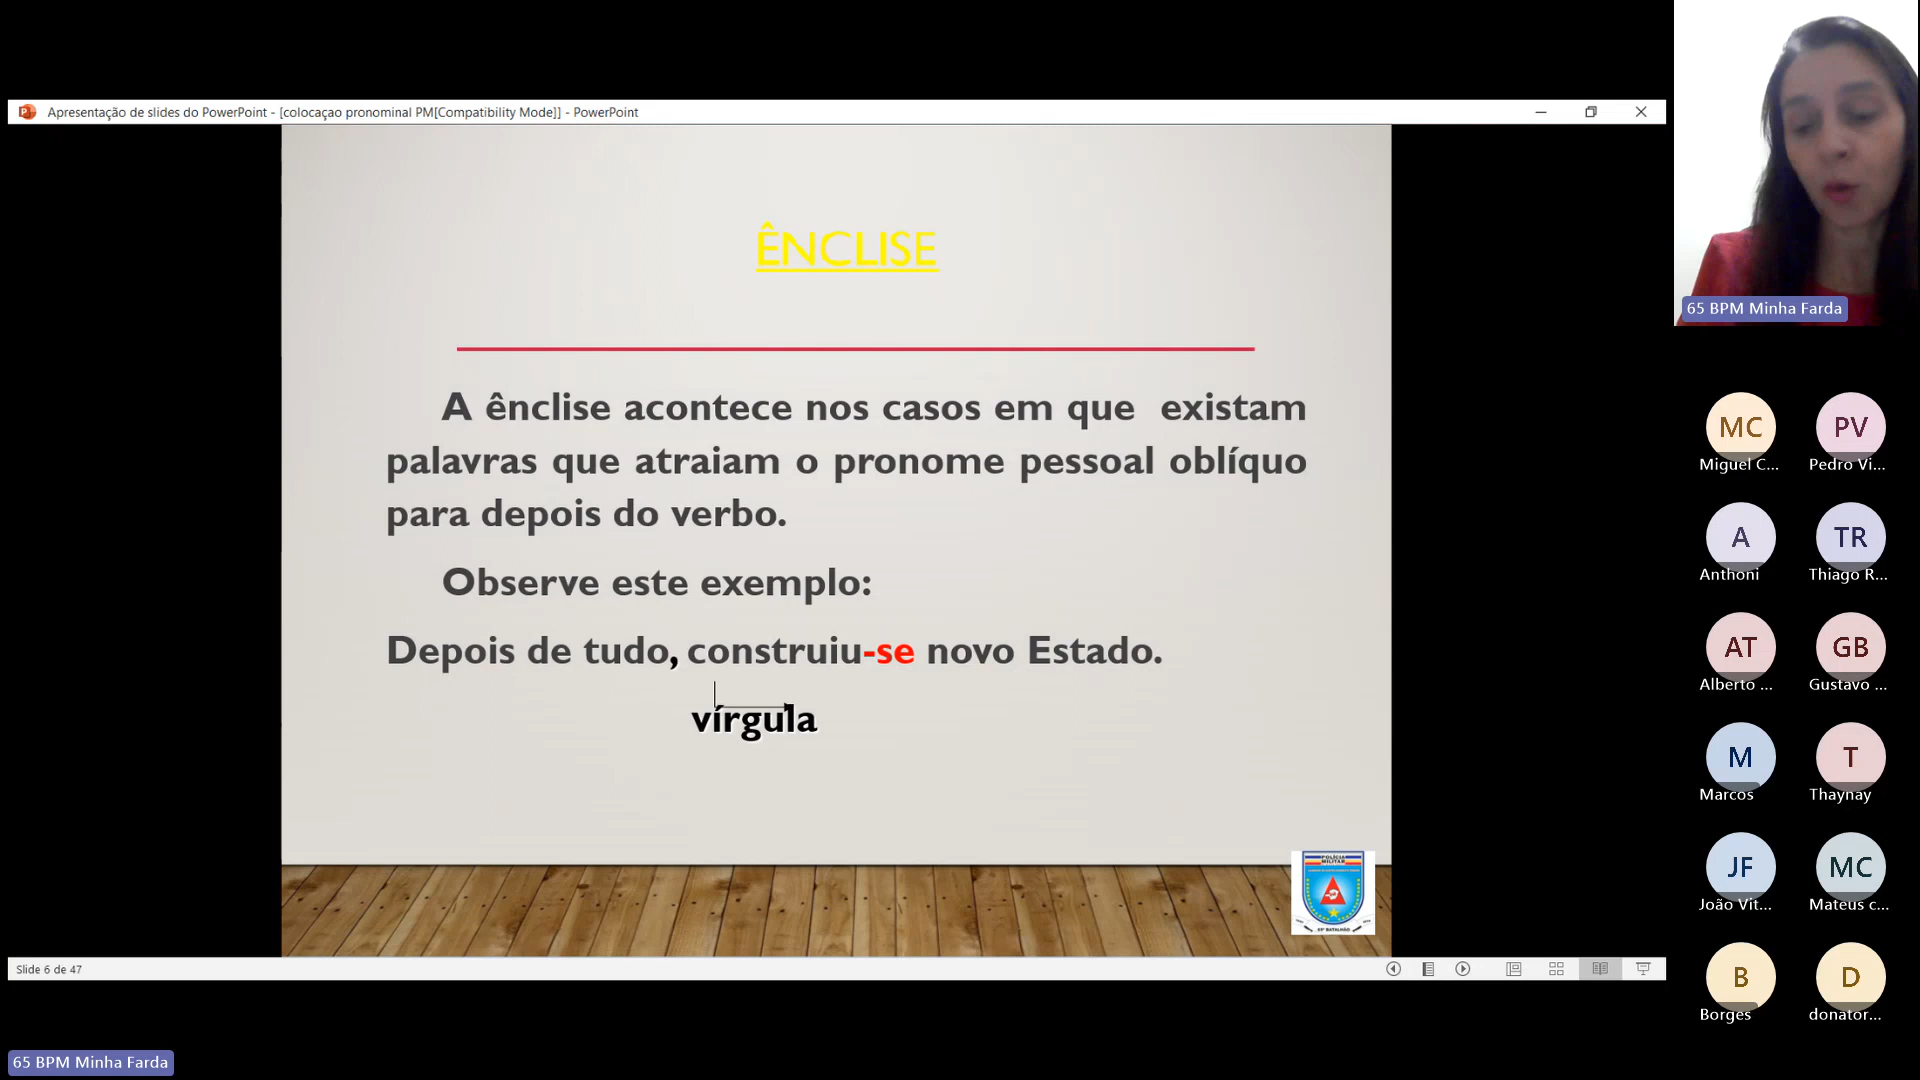 Apresentação de slides do PowerPoint - [colocaçao pronominal PM[Compatibility Mode]] - PowerPoint
ÊNCLISE
A ênclise acontece nos casos em que existam
palavras que atraiam o pronome pessoal oblíquo
para depois do verbo.
Observe este exemplo:
Depois de tudo, construiu-se novo Estado.
vírgula
POLÍCIA
MILITAR
Slide 6 de 47
65 BPM Minha Farda
65 BPM Minha Farda
MC PV
Miguel C... Pedro Vi...
A TR
Anthoni Thiago R...
AT GB
Alberto ... Gustavo ...
M T
Marcos Thaynay
JF MC
João Vit... Mateus c...
B D
Borges donator...